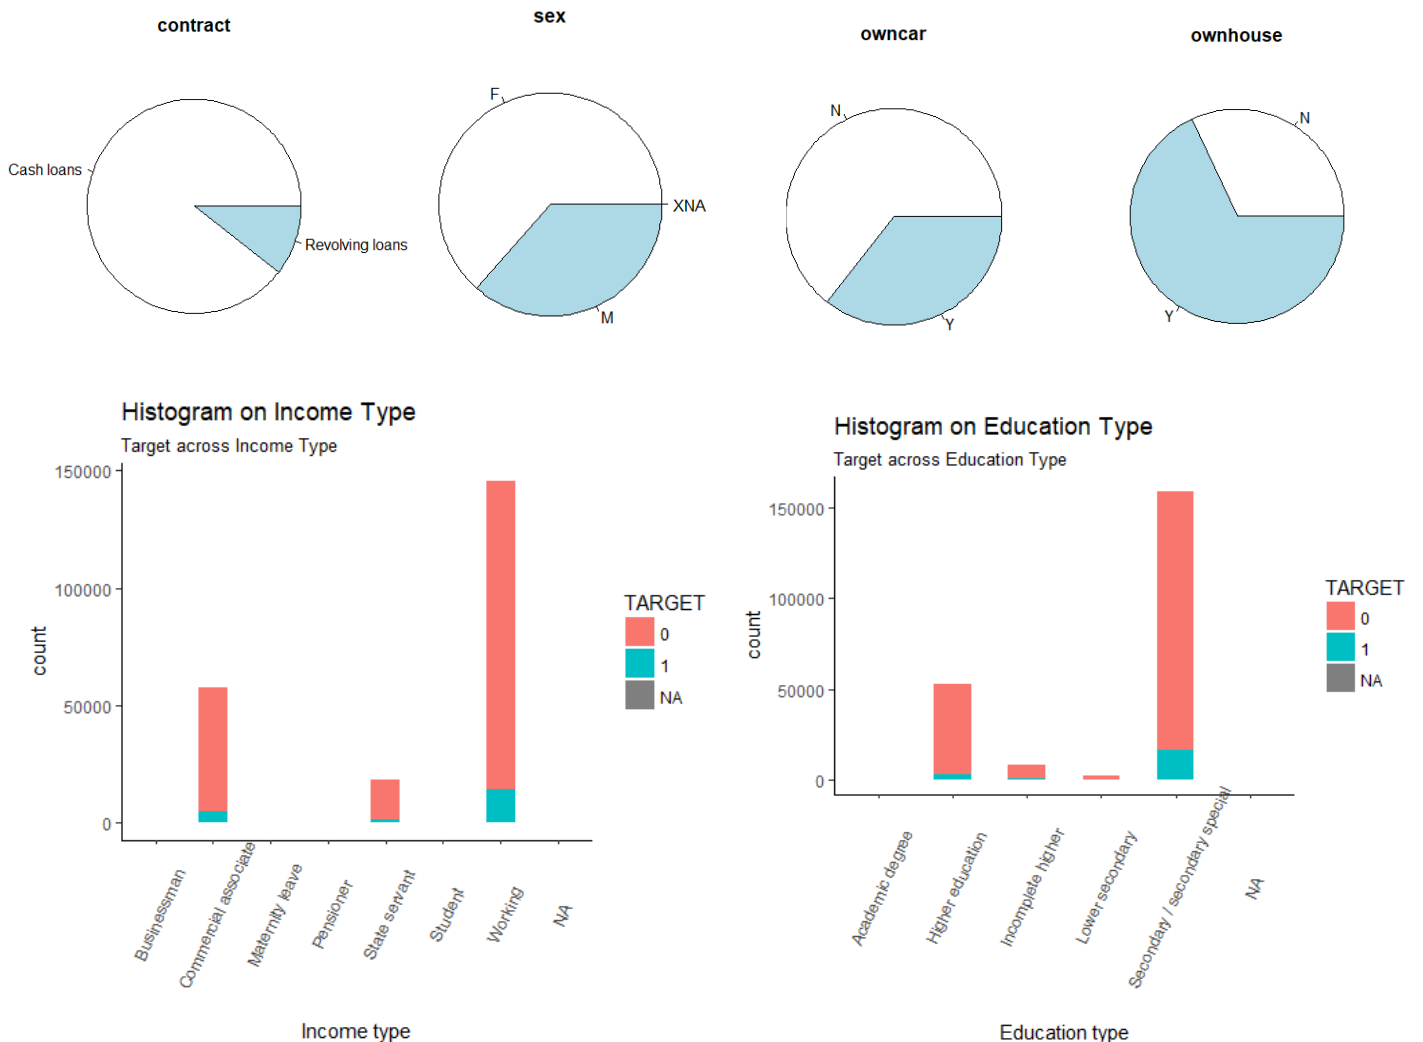 contract
sex
owncar
ownhouse
Cash loans
Revolving loans
F
XNA
M
N
Y
N
Y
Histogram on Income Type
Target across Income Type
150000
100000
50000
0
count
Businessman
Commercial associate
Maternity leave
Pensioner
State servant
Student
Working
NA
Income type
TARGET
0
1
NA
Histogram on Education Type
Target across Education Type
150000
100000
50000
0
count
Academic degree
Higher education
Incomplete higher
Lower secondary
Secondary / secondary special
NA
Education type
TARGET
0
1
NA